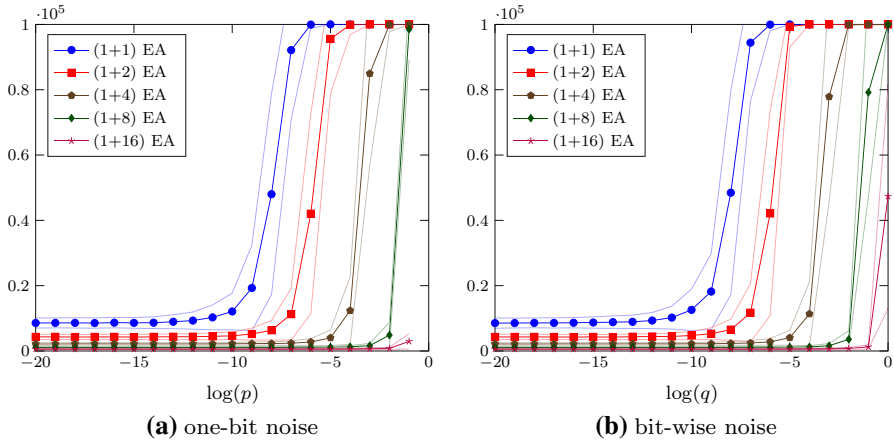 ·10^5
·10^5
1
0.8
0.6
0.4
0.2
0
1
0.8
0.6
0.4
0.2
0
(1+1) EA
(1+2) EA
(1+4) EA
(1+8) EA
(1+16) EA
(1+1) EA
(1+2) EA
(1+4) EA
(1+8) EA
(1+16) EA
−20 −15 −10 −5 0
−20 −15 −10 −5 0
log(p)
log(q)
(a) one-bit noise
(b) bit-wise noise